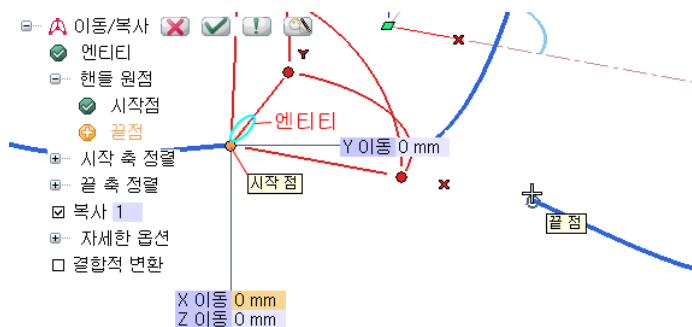 이동/복사
Y
X
엔티티
핸들 원점
시작점
엔티티
끝점
Y 이동 0 mm
시작 축 정렬
시작 점
X
끝 축 정렬
복사 1
끝 점
자세한 옵션
결합적 변환
X 이동 0 mm
Z 이동 0 mm